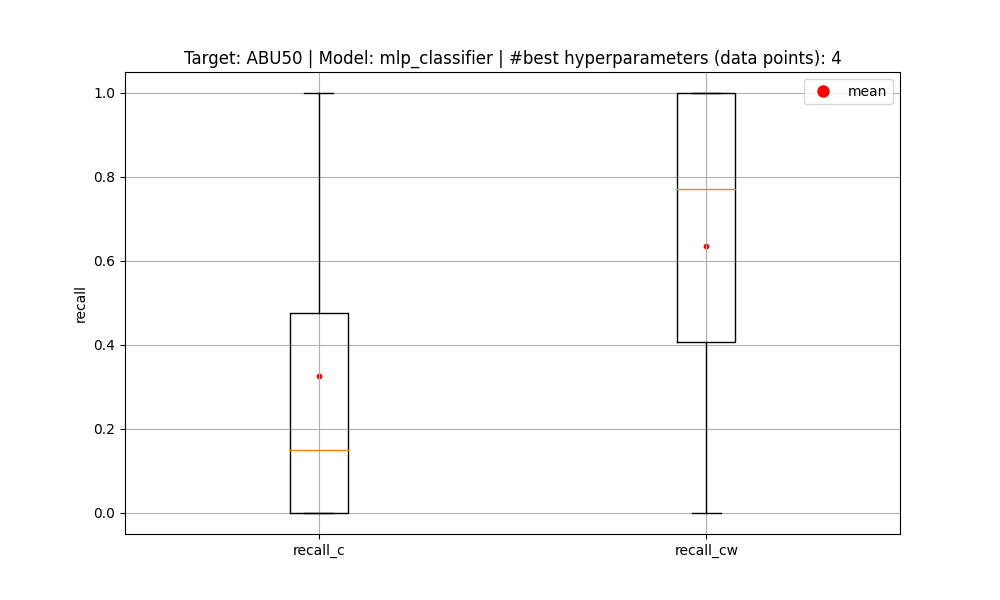 Target: ABU50 | Model: mlp_classifier | #best hyperparameters (data points): 4
mean
1.0
0.8
0.6
0.4
0.2
0.0
recall
recall_c
recall_cw